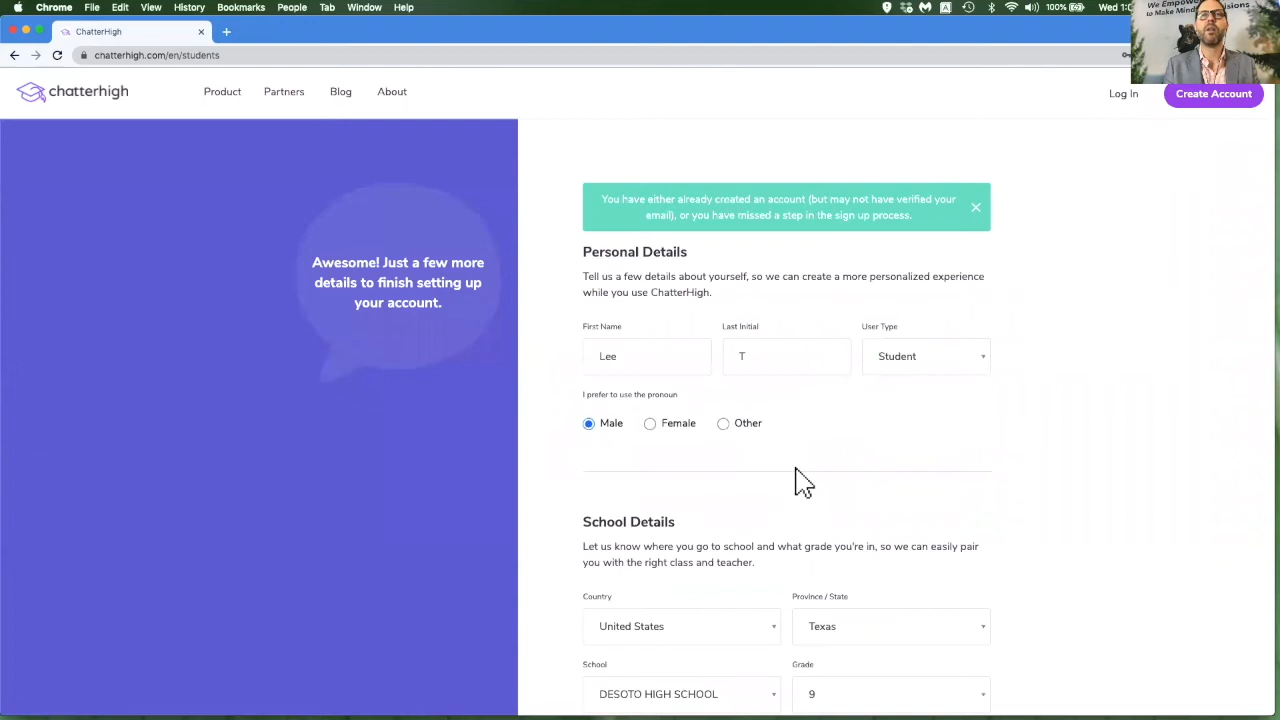 Chrome File Edit View History Bookmarks People Tab Window Help 100% Wed
We Empower
to Make Mind
ChatterHigh
chatterhigh.com/en/students
chatterhigh Product Partners Blog About Log In Create Account
You have either already created an account (but may not have verified your
email), or you have missed a step in the sign up process.
Awesome! Just a few more
details to finish setting up
your account.
Personal Details
Tell us a few details about yourself, so we can create a more personalized experience
while you use ChatterHigh.
First Name Last Initial User Type
Lee T Student
I prefer to use the pronoun
Male Female Other
School Details
Let us know where you go to school and what grade you're in, so we can easily pair
you with the right class and teacher.
Country Province / State
United States Texas
School Grade
DESOTO HIGH SCHOOL 9